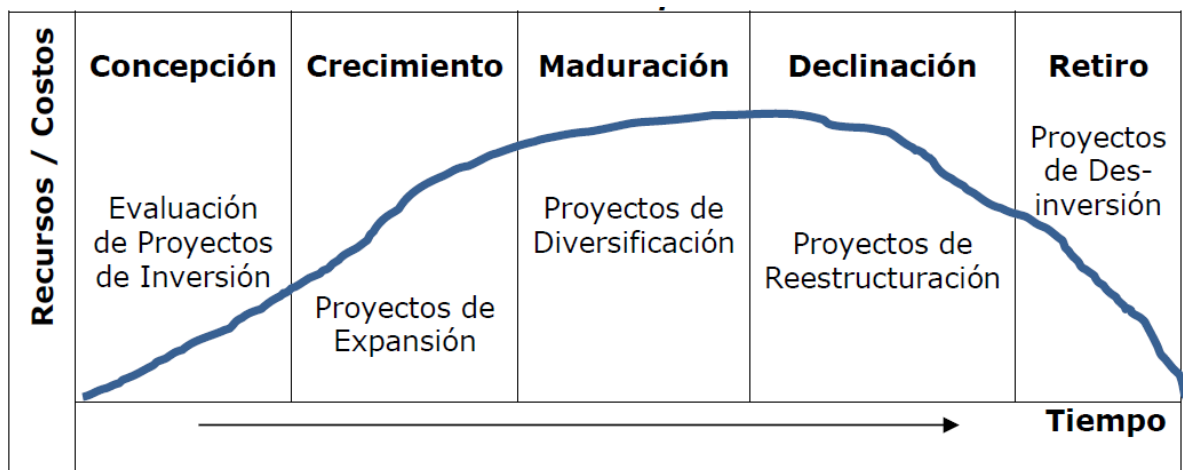 Recursos / Costos
Concepción
Crecimiento
Maduración
Declinación
Retiro
Evaluación
de Proyectos
de Inversión
Proyectos de
Expansión
Proyectos de
Diversificación
Proyectos de
Reestructuración
Proyectos
de Des-
inversión
Tiempo